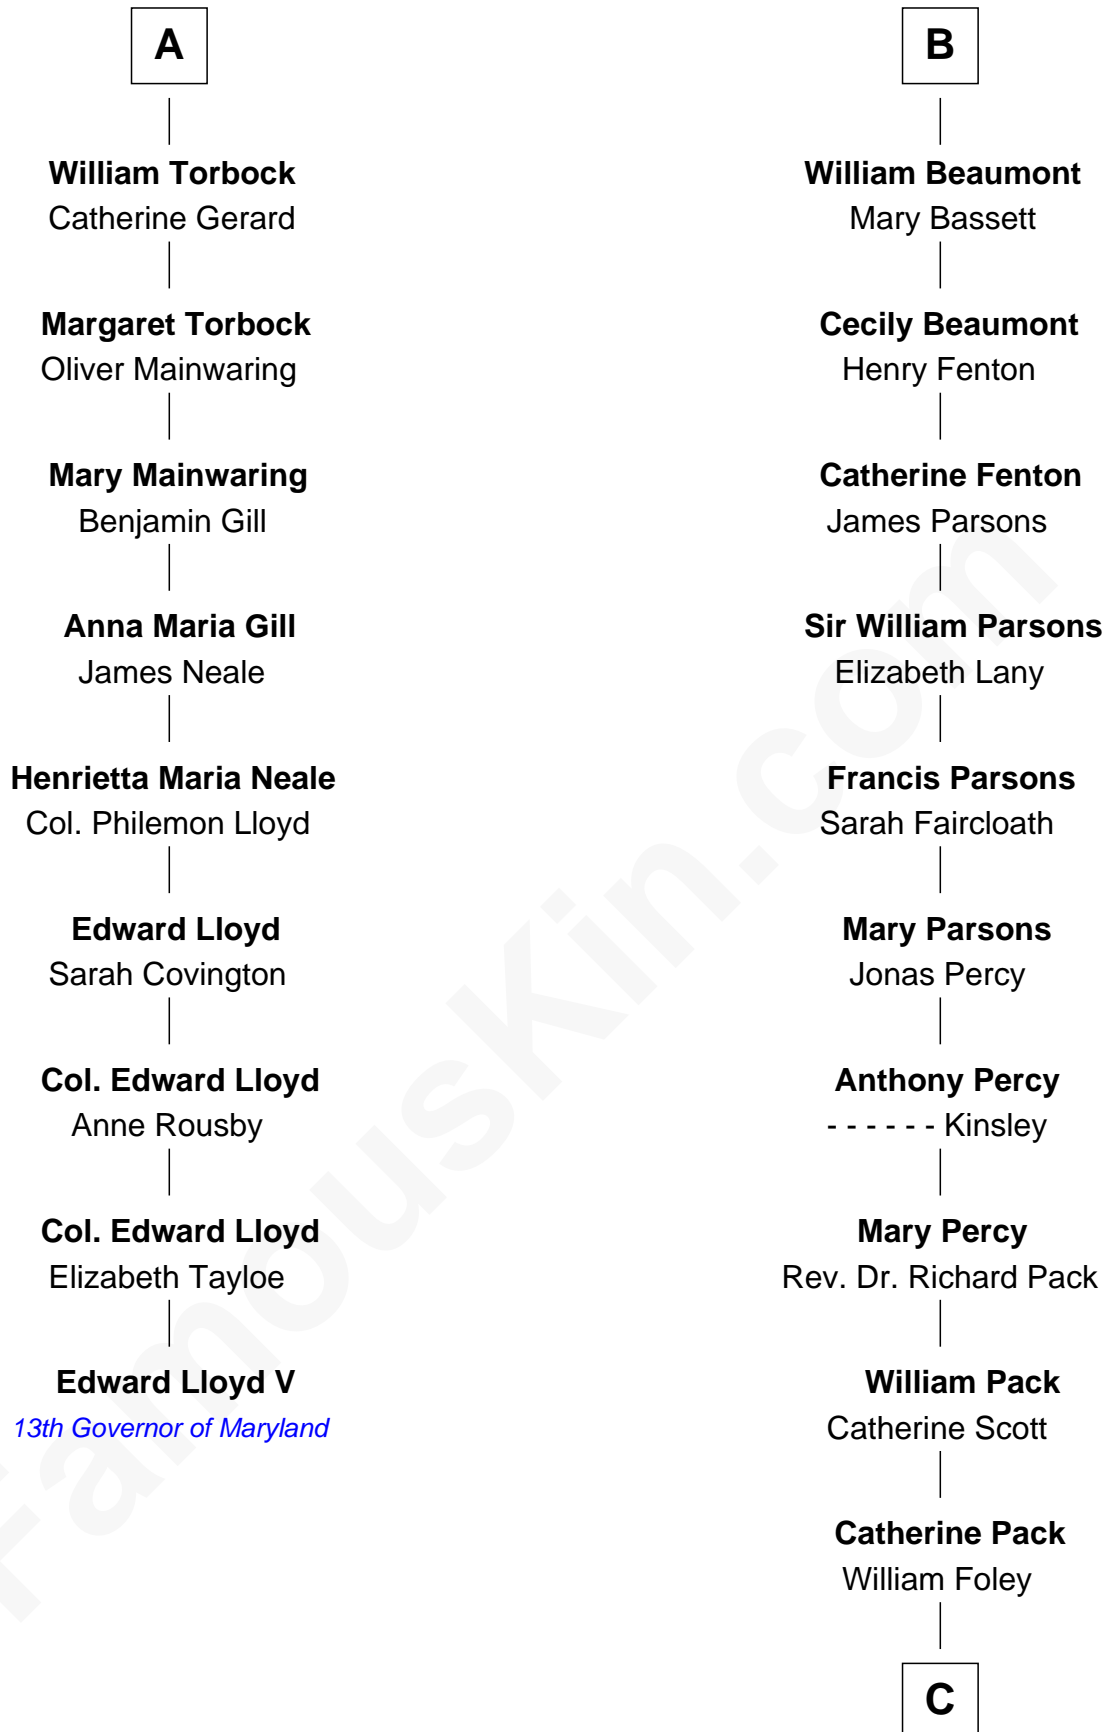 A
William Torbock
Catherine Gerard
Margaret Torbock
Oliver Mainwaring
Mary Mainwaring
Benjamin Gill
Anna Maria Gill
James Neale
Henrietta Maria Neale
Col. Philemon Lloyd
Edward Lloyd
Sarah Covington
Col. Edward Lloyd
Anne Rousby
Col. Edward Lloyd
Elizabeth Tayloe
Edward Lloyd V
13th Governor of Maryland
B
William Beaumont
Mary Bassett
Cecily Beaumont
Henry Fenton
Catherine Fenton
James Parsons
Sir William Parsons
Elizabeth Lany
Francis Parsons
Sarah Faircloath
Mary Parsons
Jonas Percy
Anthony Percy
- - - - - - Kinsley
Mary Percy
Rev. Dr. Richard Pack
William Pack
Catherine Scott
Catherine Pack
William Foley
C
FamousKin.com